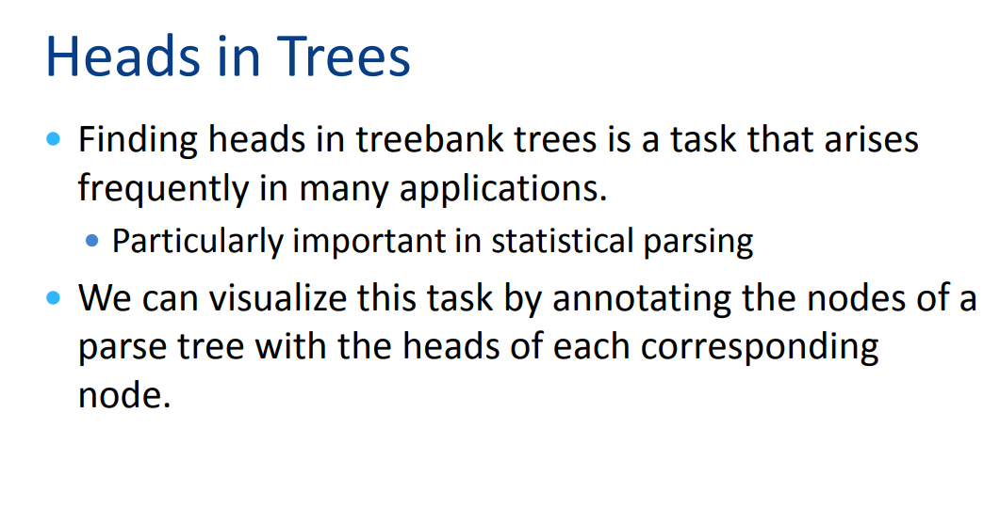 Heads in Trees
• Finding heads in treebank trees is a task that arises
frequently in many applications.
• Particularly important in statistical parsing
• We can visualize this task by annotating the nodes of a
parse tree with the heads of each corresponding
node.